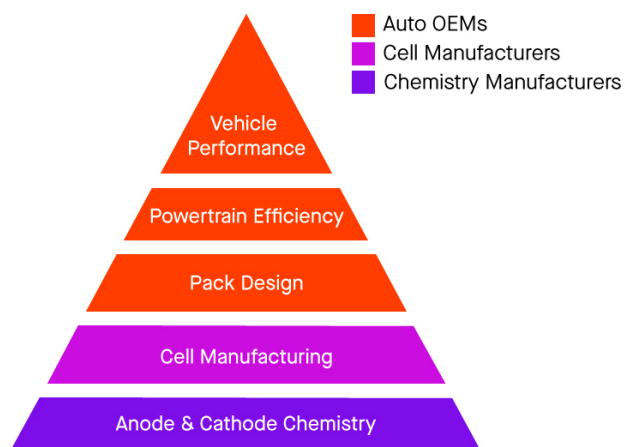 Auto OEMs
Cell Manufacturers
Chemistry Manufacturers
Vehicle
Performance
Powertrain Efficiency
Pack Design
Cell Manufacturing
Anode & Cathode Chemistry